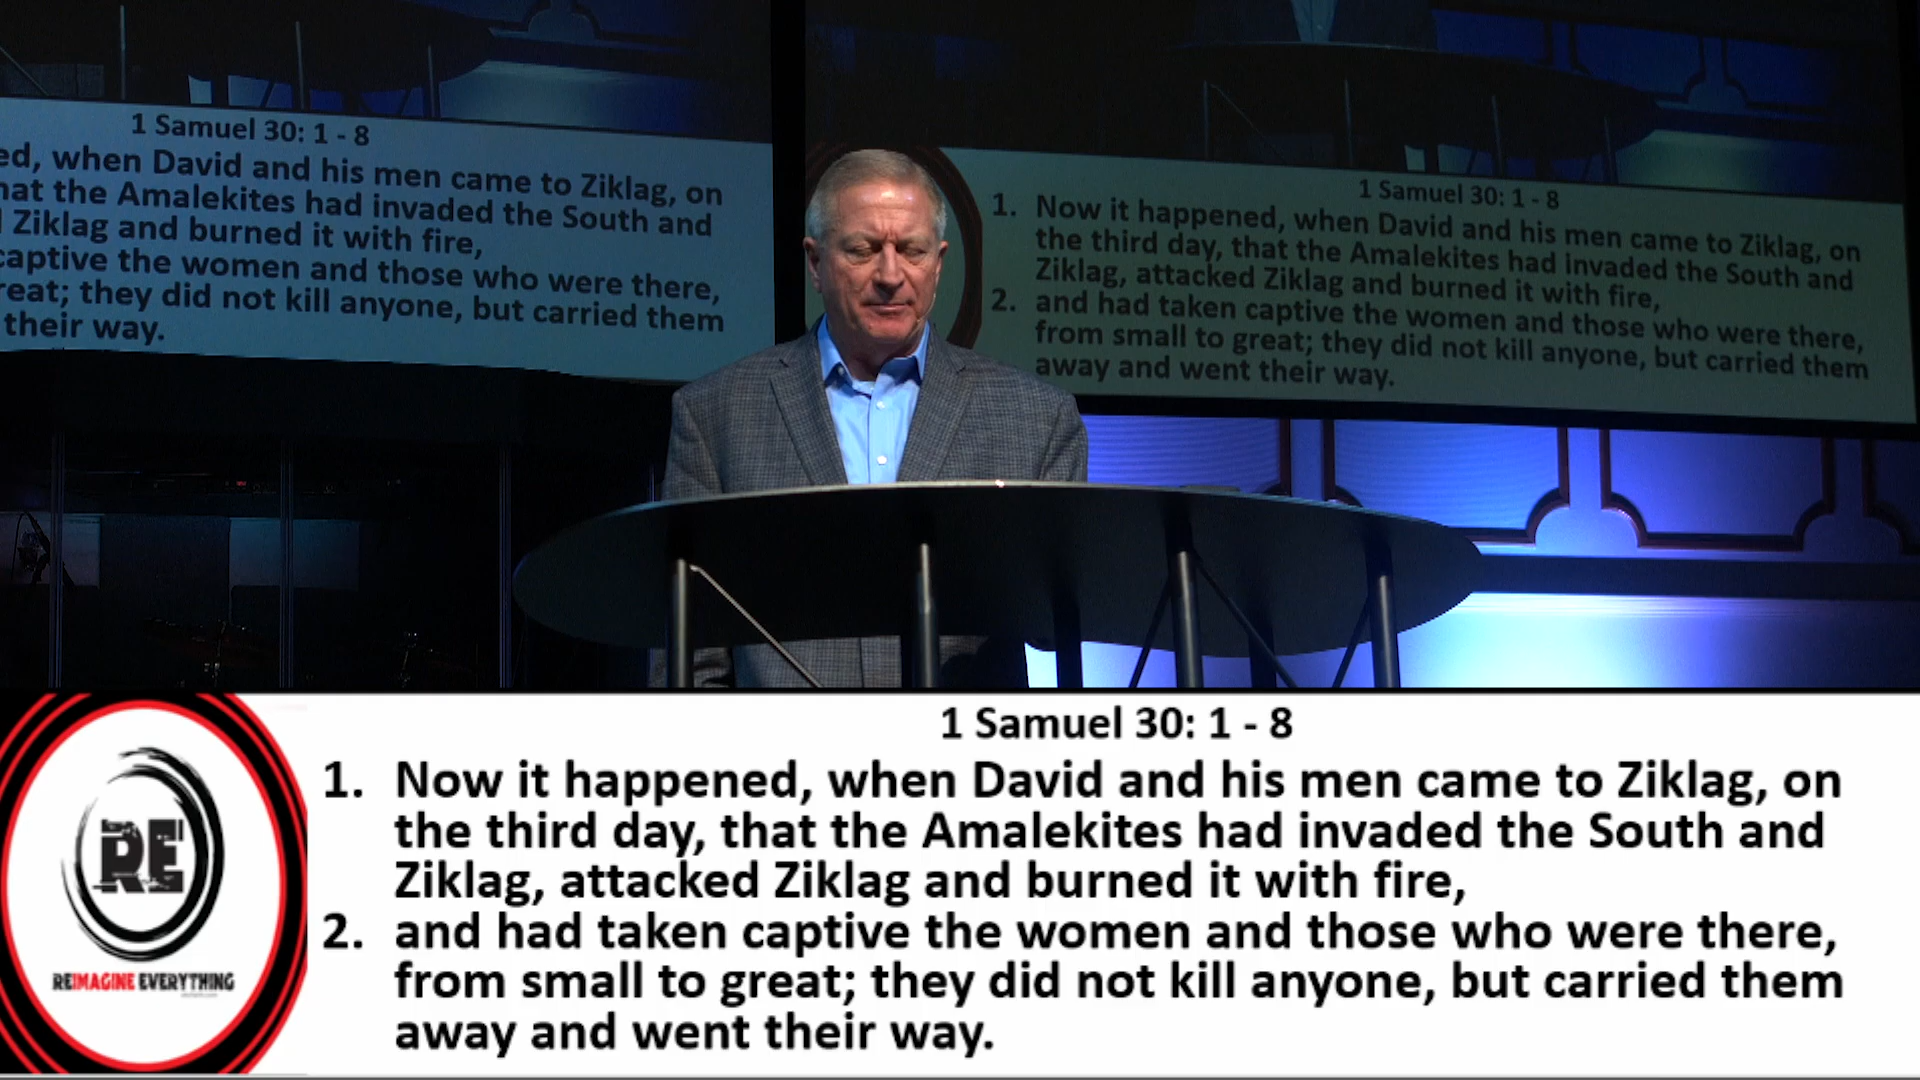 1 Samuel 30: 1 - 8
ed, when David and his men came to Ziklag, on
hat the Amalekites had invaded the South and
Ziklag and burned it with fire,
captive the women and those who were there,
reat; they did not kill anyone, but carried them
their way.
1 Samuel 30: 1 - 8
1. Now it happened, when David and his men came to Ziklag, on
the third day, that the Amalekites had invaded the South and
Ziklag, attacked Ziklag and burned it with fire,
2. and had taken captive the women and those who were there,
from small to great; they did not kill anyone, but carried them
away and went their way.
RE
REIMAGINE EVERYTHING
1 Samuel 30: 1 - 8
1. Now it happened, when David and his men came to Ziklag, on
the third day, that the Amalekites had invaded the South and
Ziklag, attacked Ziklag and burned it with fire,
2. and had taken captive the women and those who were there,
from small to great; they did not kill anyone, but carried them
away and went their way.